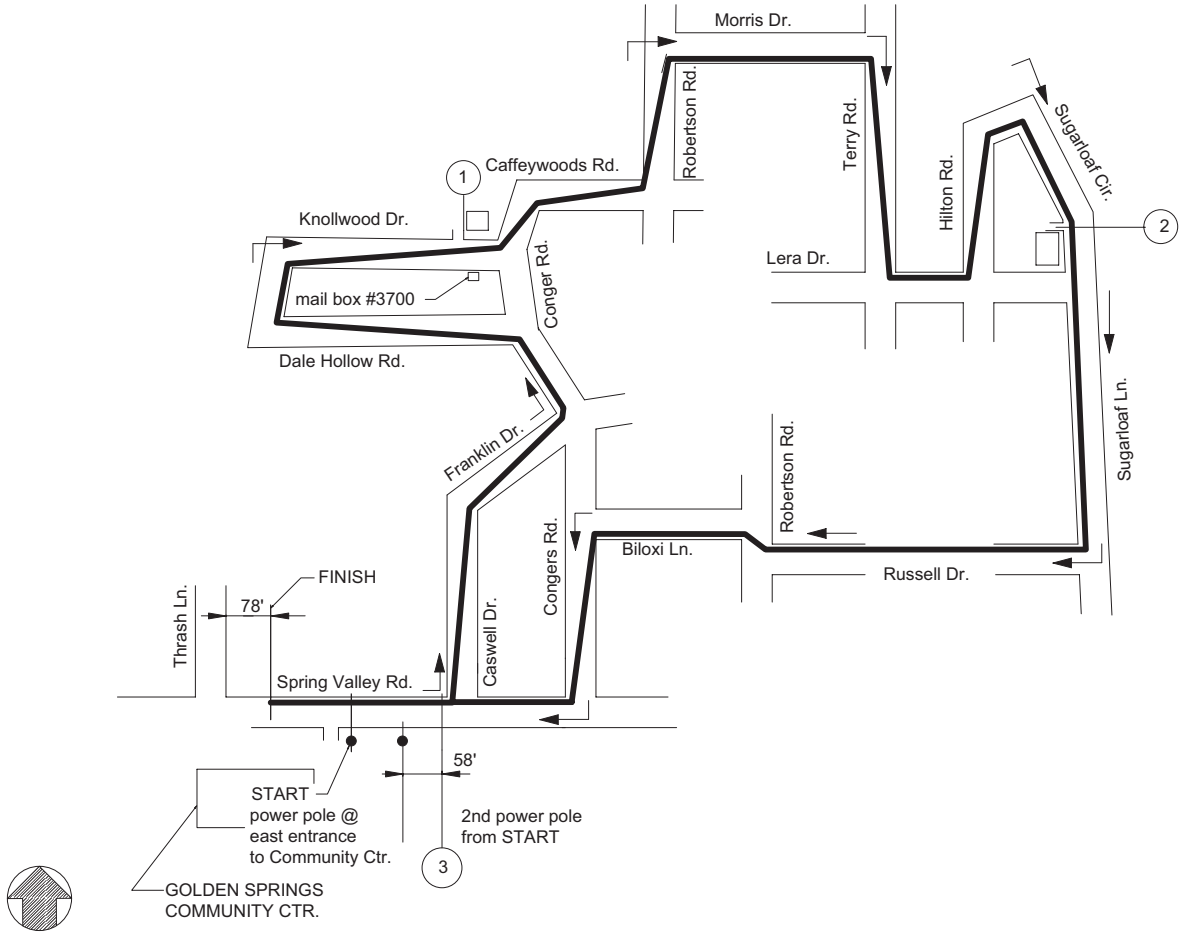 Morris Dr.
Robertson Rd.
Terry Rd.
Sugarloaf Cir.
Caffeywoods Rd.
1
Hilton Rd.
Knollwood Dr.
2
Lera Dr.
mail box #3700
Conger Rd.
Dale Hollow Rd.
Sugarloaf Ln.
Franklin Dr.
Robertson Rd.
Biloxi Ln.
Congers Rd.
Russell Dr.
FINISH
78'
Thrash Ln.
Caswell Dr.
Spring Valley Rd.
58'
START
power pole @
east entrance
to Community Ctr.
2nd power pole
from START
3
GOLDEN SPRINGS
COMMUNITY CTR.